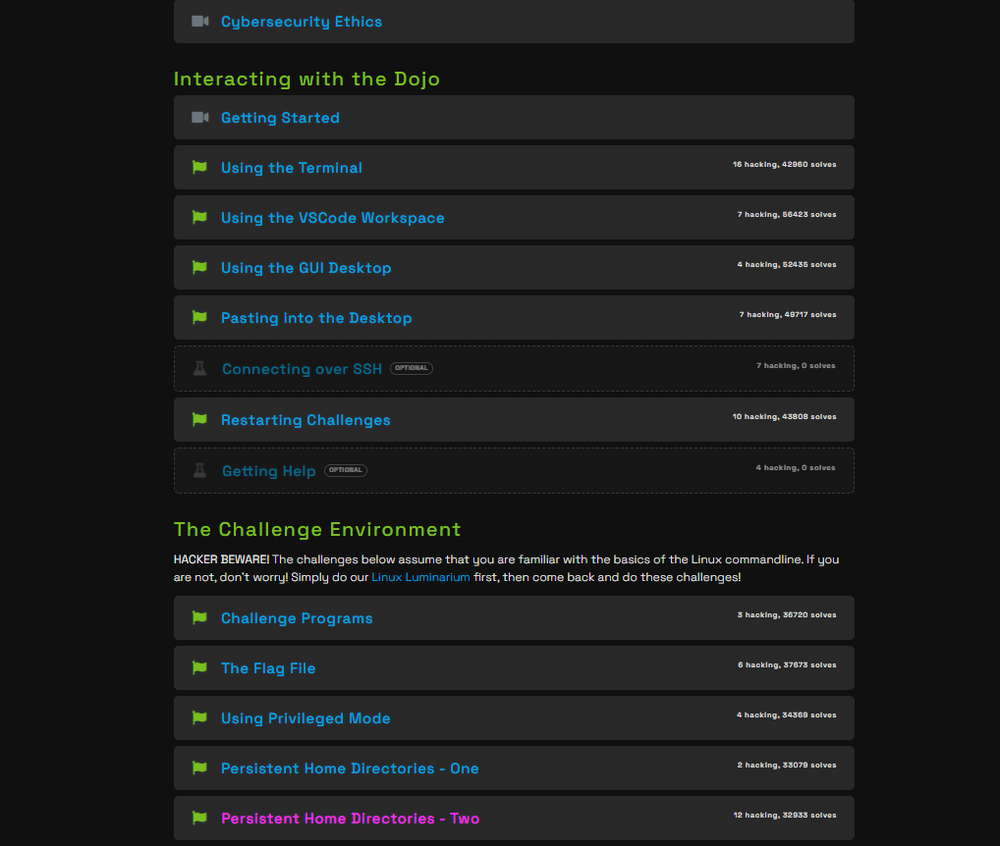 Cybersecurity Ethics
Interacting with the Dojo
Getting Started
Using the Terminal 16 hacking, 42960 solves
Using the VSCode Workspace 7 hacking, 56423 solves
Using the GUI Desktop 4 hacking, 52435 solves
Pasting into the Desktop 7 hacking, 49717 solves
Connecting over SSH OPTIONAL 7 hacking, 0 solves
Restarting Challenges 10 hacking, 43808 solves
Getting Help OPTIONAL 4 hacking, 0 solves
The Challenge Environment
HACKER BEWARE! The challenges below assume that you are familiar with the basics of the Linux commandline. If you
are not, don't worry! Simply do our Linux Luminarium first, then come back and do these challenges!
Challenge Programs 3 hacking, 36720 solves
The Flag File 6 hacking, 37673 solves
Using Privileged Mode 4 hacking, 34369 solves
Persistent Home Directories - One 2 hacking, 33079 solves
Persistent Home Directories - Two 12 hacking, 32933 solves